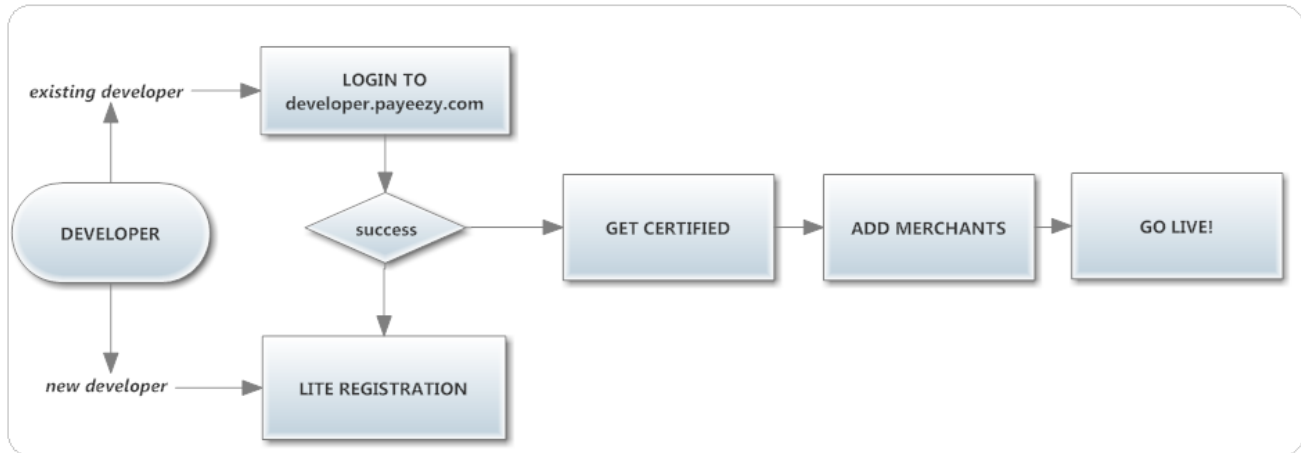 existing developer
LOGIN TO
developer.payeezy.com
DEVELOPER
success
GET CERTIFIED
ADD MERCHANTS
GO LIVE!
new developer
LITE REGISTRATION